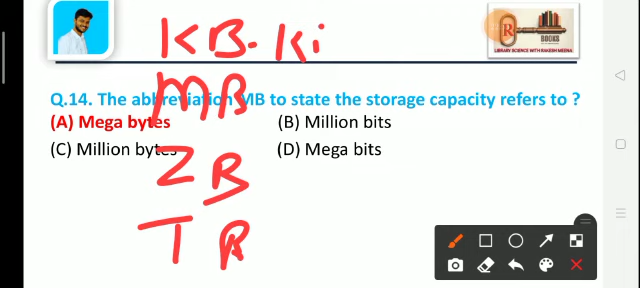 KB. Ki
R
BOOKS
LIBRARY SCIENCE WITH RAKESH MEENA
MB
Q.14. The abbreviation MB to state the storage capacity refers to ?
(A) Mega bytes
(B) Million bits
(C) Million bytes
(D) Mega bits
ZB
T